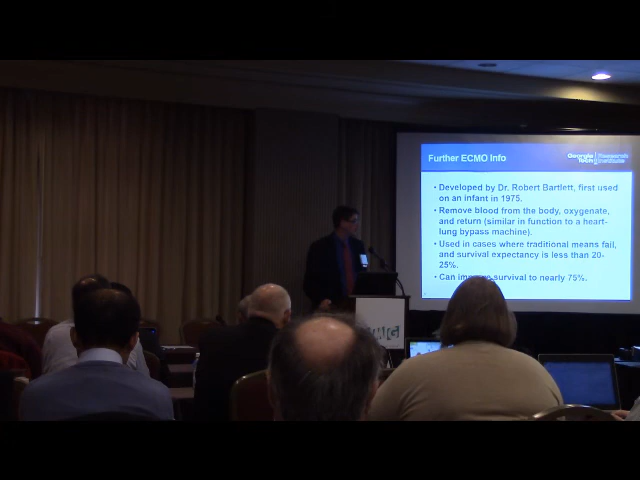 Further ECMO Info
Georgia Tech Research Institute
• Developed by Dr. Robert Bartlett, first used
on an infant in 1975.
• Remove blood from the body, oxygenate,
and return (similar in function to a heart-
lung bypass machine).
• Used in cases where traditional means fail,
and survival expectancy is less than 20-
25%.
• Can improve survival to nearly 75%.